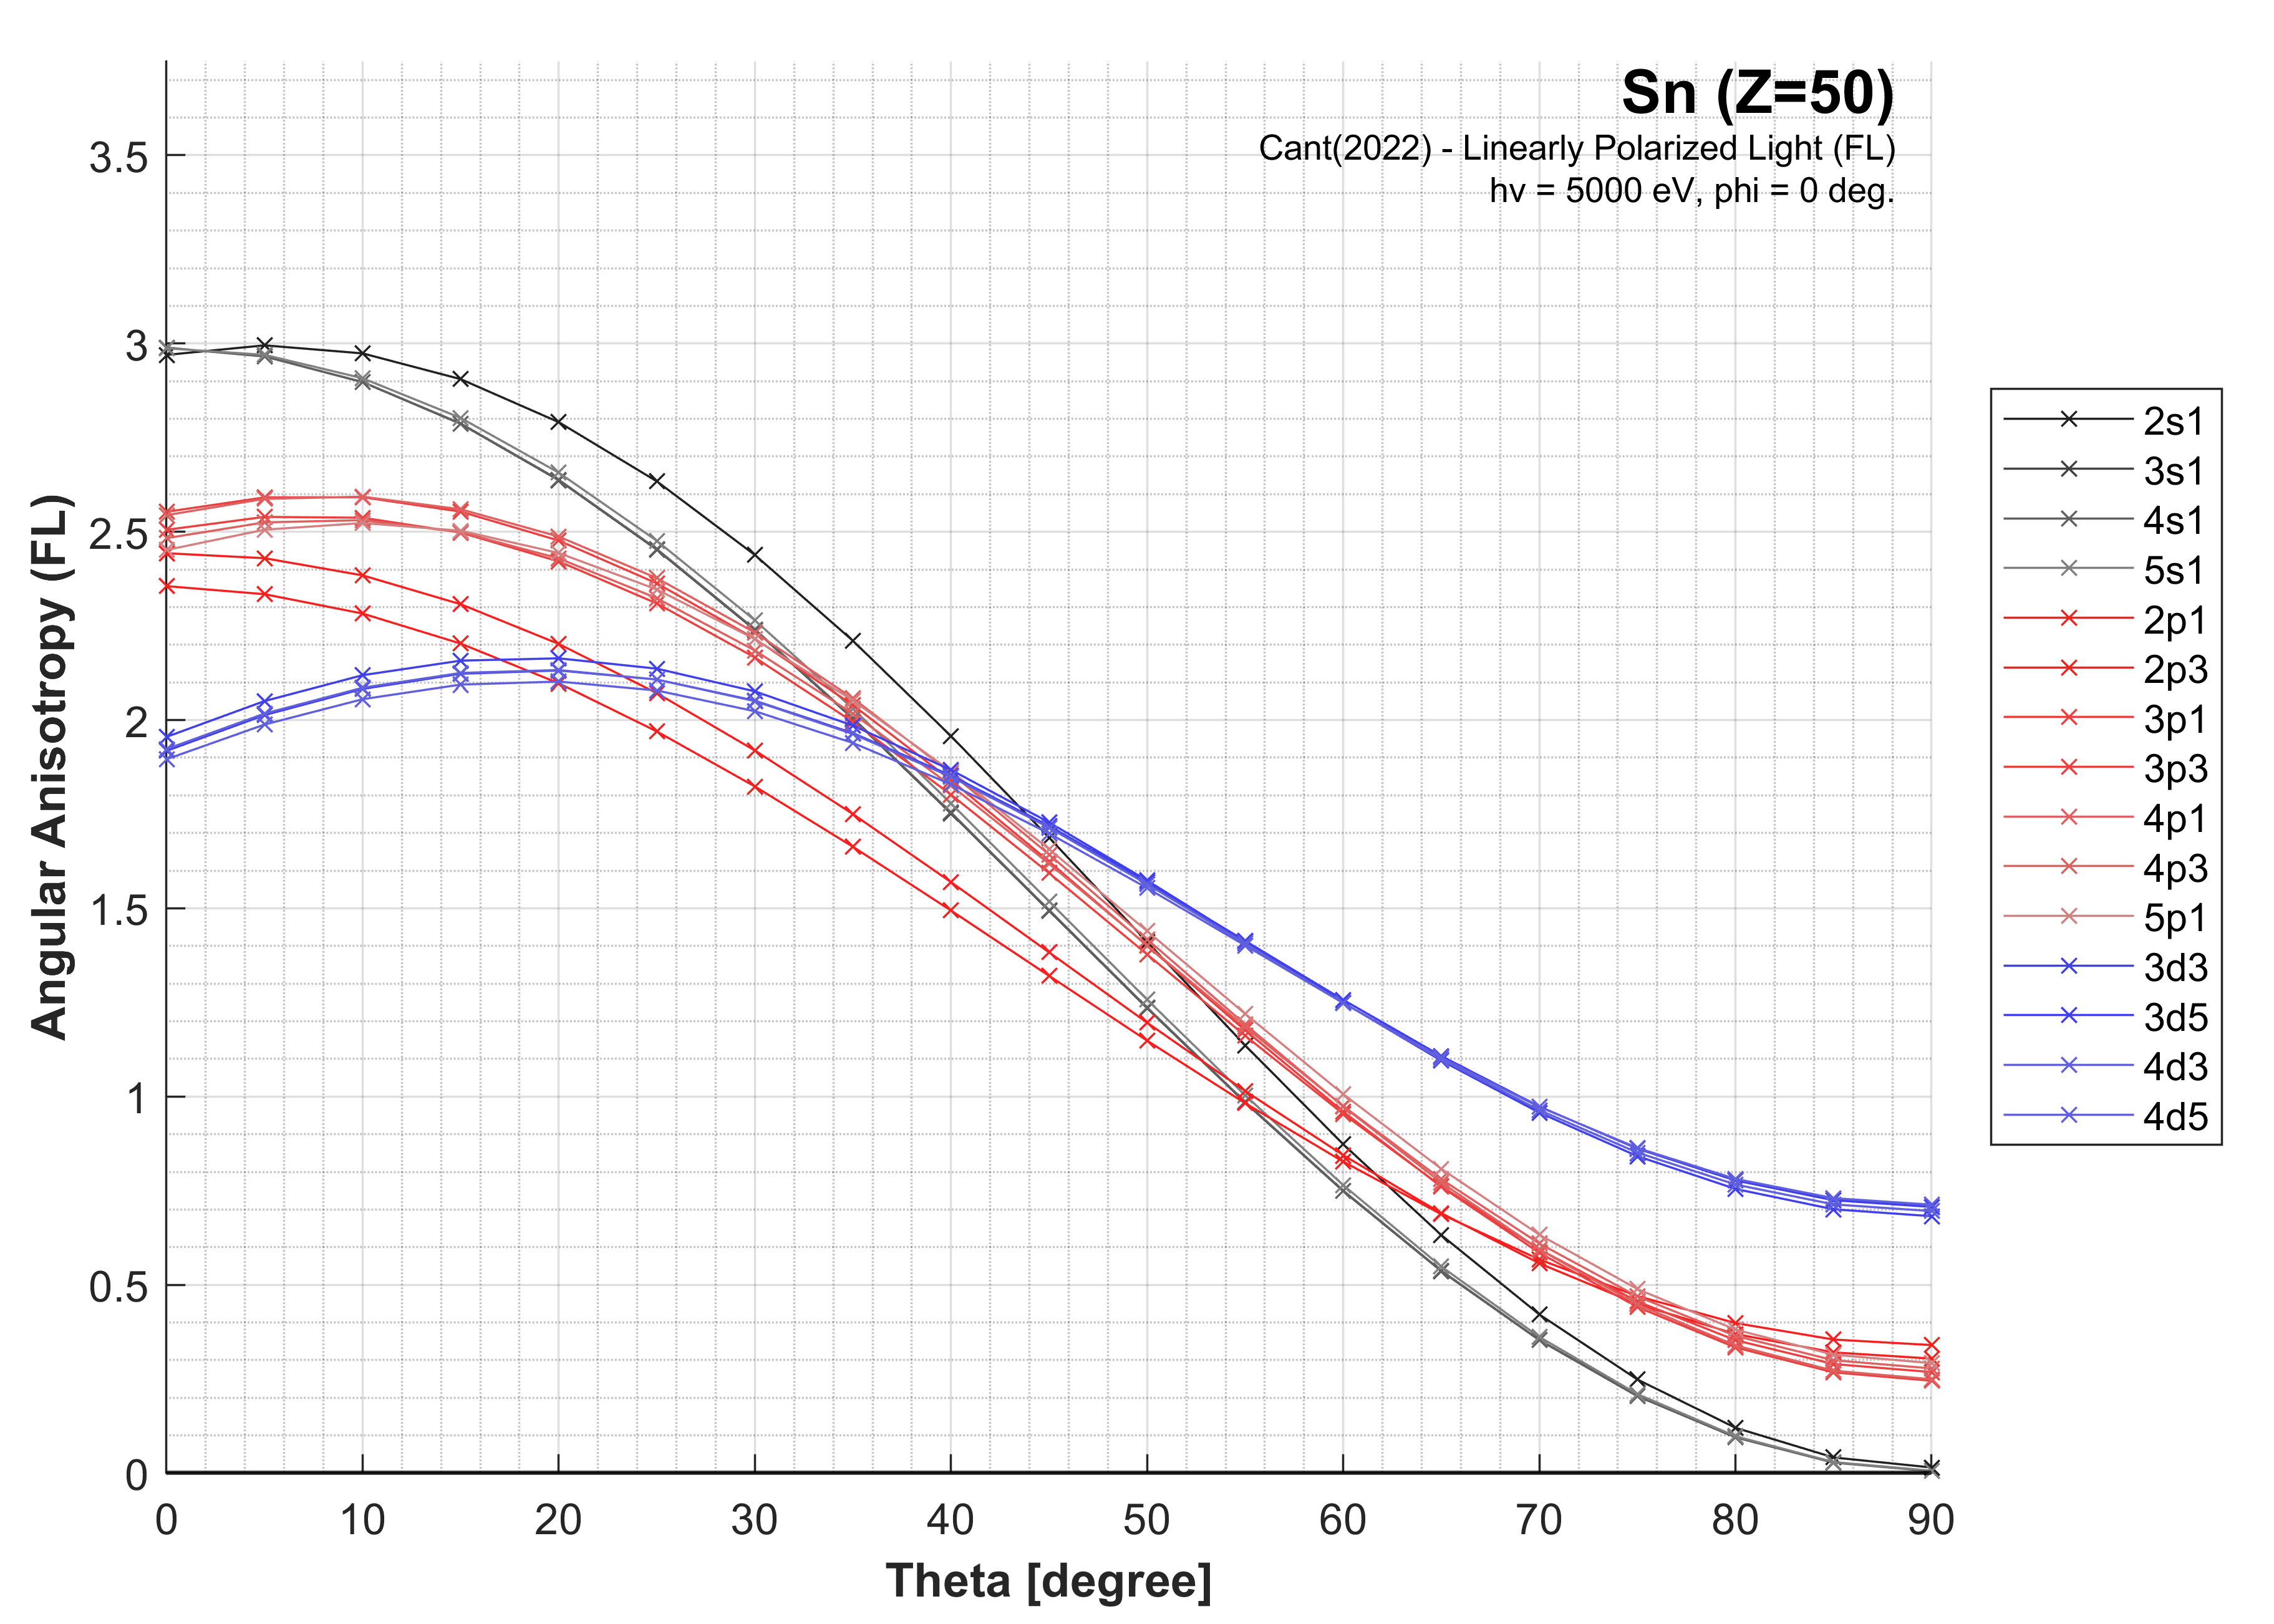 Sn (Z=50)
Cant(2022) - Linearly Polarized Light (FL)
hv = 5000 eV, phi = 0 deg.
Angular Anisotropy (FL)
3.5
3
2.5
2
1.5
1
0.5
0
0 10 20 30 40 50 60 70 80 90
Theta [degree]
2s1
3s1
4s1
5s1
2p1
2p3
3p1
3p3
4p1
4p3
5p1
3d3
3d5
4d3
4d5